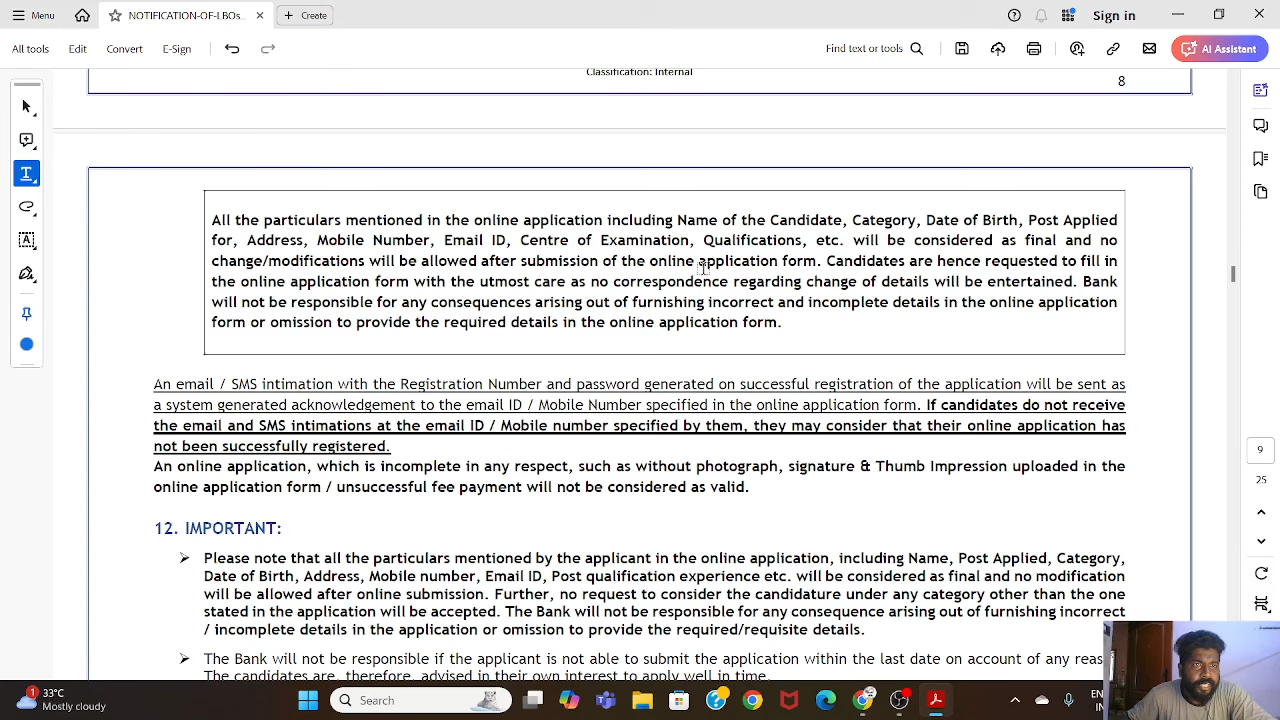 Menu
NOTIFICATION-OF-LBOs...
Create
Sign in
All tools
Edit
Convert
E-Sign
Find text or tools
AI Assistant
Classification: Internal
8
All the particulars mentioned in the online application including Name of the Candidate, Category, Date of Birth, Post Applied
for, Address, Mobile Number, Email ID, Centre of Examination, Qualifications, etc. will be considered as final and no
change/modifications will be allowed after submission of the online application form. Candidates are hence requested to fill in
the online application form with the utmost care as no correspondence regarding change of details will be entertained. Bank
will not be responsible for any consequences arising out of furnishing incorrect and incomplete details in the online application
form or omission to provide the required details in the online application form.
An email / SMS intimation with the Registration Number and password generated on successful registration of the application will be sent as
a system generated acknowledgement to the email ID / Mobile Number specified in the online application form. If candidates do not receive
the email and SMS intimations at the email ID / Mobile number specified by them, they may consider that their online application has
not been successfully registered.
An online application, which is incomplete in any respect, such as without photograph, signature & Thumb Impression uploaded in the
online application form / unsuccessful fee payment will not be considered as valid.
9
25
12. IMPORTANT:
➢ Please note that all the particulars mentioned by the applicant in the online application, including Name, Post Applied, Category,
Date of Birth, Address, Mobile number, Email ID, Post qualification experience etc. will be considered as final and no modification
will be allowed after online submission. Further, no request to consider the candidature under any category other than the one
stated in the application will be accepted. The Bank will not be responsible for any consequence arising out of furnishing incorrect
/ incomplete details in the application or omission to provide the required/requisite details.
➢ The Bank will not be responsible if the applicant is not able to submit the application within the last date on account of any
The candidates are, therefore, advised in their own interest to apply well in time.
1
33°C
Mostly cloudy
Search